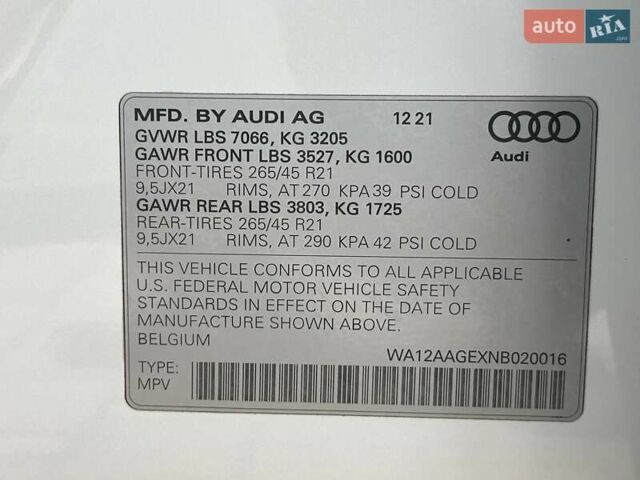 auto RIA .com
MFD. BY AUDI AG 12 21
GVWR LBS 7066, KG 3205
GAWR FRONT LBS 3527, KG 1600 Audi
FRONT-TIRES 265/45 R21
9,5JX21 RIMS, AT 270 KPA 39 PSI COLD
GAWR REAR LBS 3803, KG 1725
REAR-TIRES 265/45 R21
9,5JX21 RIMS, AT 290 KPA 42 PSI COLD
THIS VEHICLE CONFORMS TO ALL APPLICABLE
U.S. FEDERAL MOTOR VEHICLE SAFETY
STANDARDS IN EFFECT ON THE DATE OF
MANUFACTURE SHOWN ABOVE.
BELGIUM WA12AAGEXNB020016
TYPE:
MPV